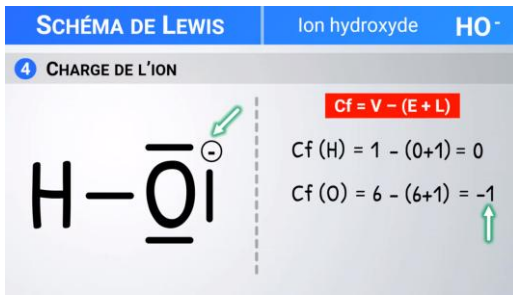 SCHÉMA DE LEWIS
Ion hydroxyde HO⁻
4 CHARGE DE L'ION
H–O -
Cf = V – (E + L)
Cf (H) = 1 - (0+1) = 0
Cf (O) = 6 - (6+1) = -1